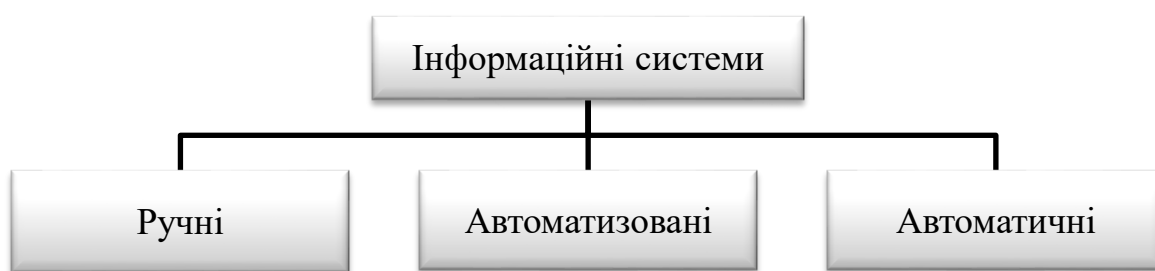 Інформаційні системи
Ручні
Автоматизовані
Автоматичні